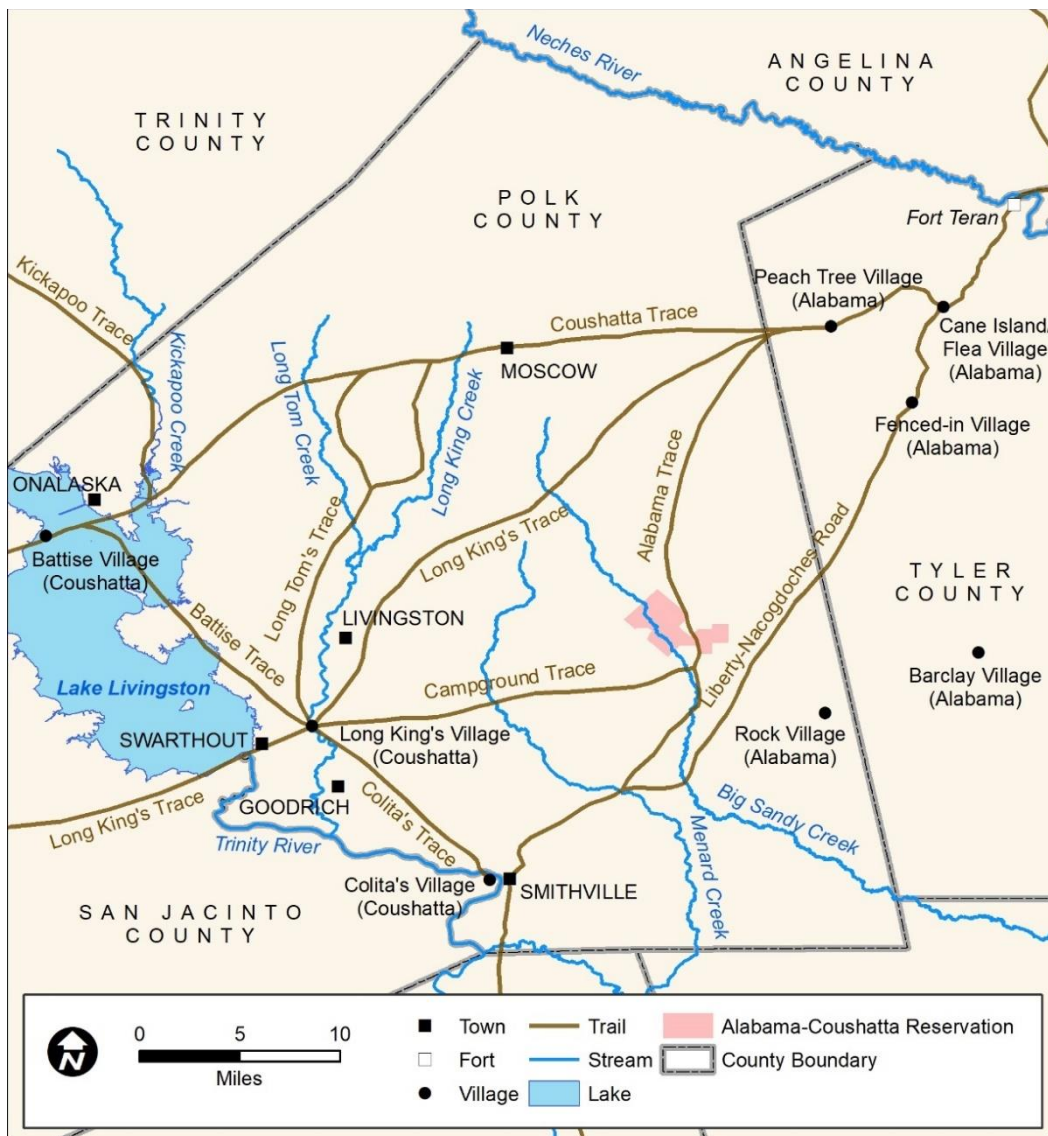 Neches River
ANGELINA
COUNTY
TRINITY
COUNTY
POLK
COUNTY
Fort Teran
Kickapoo Trace
Peach Tree Village
(Alabama)
Coushatta Trace
Cane Island/
Flea Village
(Alabama)
Kickapoo Creek
Long Tom Creek
Long King Creek
MOSCOW
Fenced-in Village
(Alabama)
ONALASKA
Battise Village
(Coushatta)
Long King's Trace
Alabama Trace
Liberty-Nacogdoches Road
Long Tom's Trace
TYLER
COUNTY
Battise Trace
LIVINGSTON
Barclay Village
(Alabama)
Lake Livingston
Campground Trace
SWARTHOUT
Long King's Village
(Coushatta)
Rock Village
(Alabama)
Long King's Trace
GOODRICH
Colita's Trace
Big Sandy Creek
Trinity River
Menard Creek
Colita's Village
(Coushatta)
SMITHVILLE
SAN JACINTO
COUNTY
N
0 5 10
Miles
Town
Fort
Village
Trail
Stream
Lake
Alabama-Coushatta Reservation
County Boundary